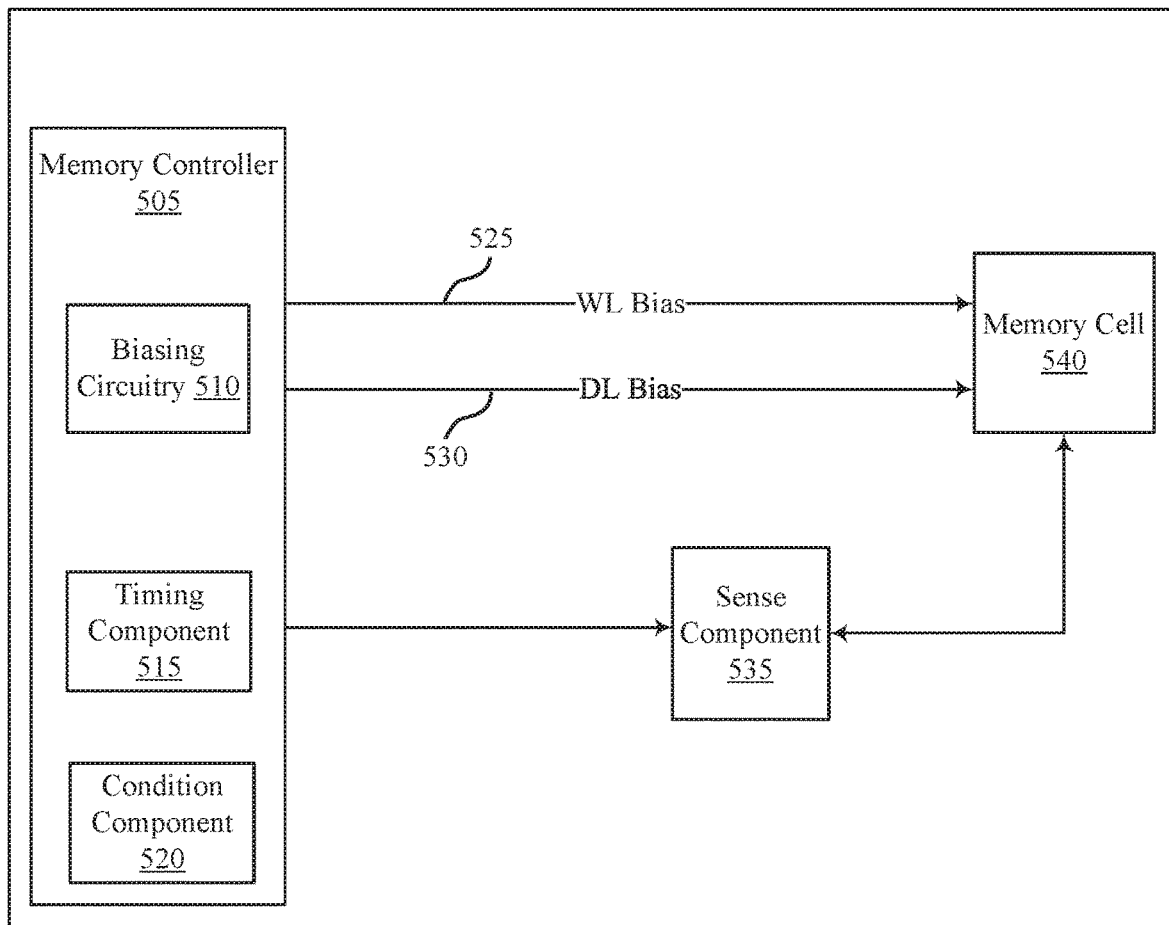 Memory Controller
505
Biasing
Circuitry 510
Timing
Component
515
Condition
Component
520
525
WL Bias
DL Bias
530
Sense
Component
535
Memory Cell
540